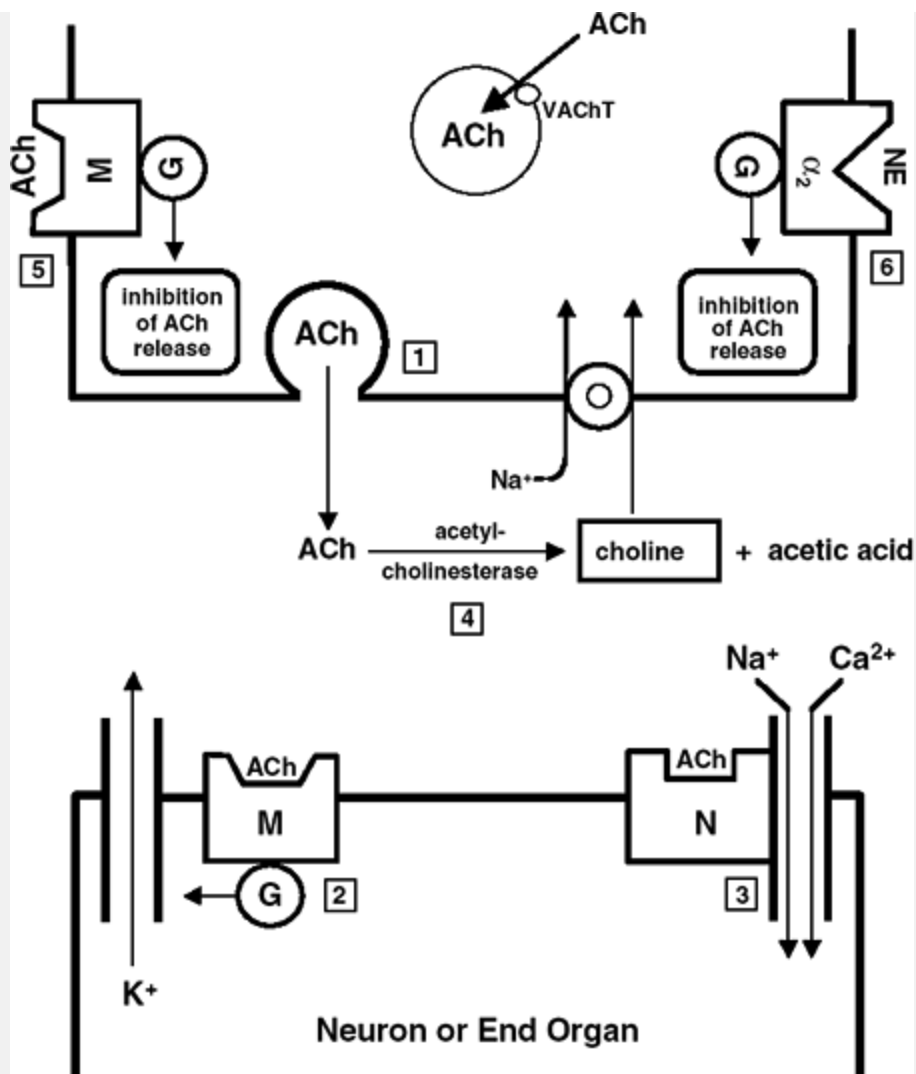 ACh
VAChT
ACh
ACh
M
G
G
α2
NE
5
6
inhibition
of ACh
release
ACh
1
inhibition
of ACh
release
Na+
ACh
acetyl-
cholinesterase
choline
+ acetic acid
4
Na+
Ca2+
ACh
M
G
2
ACh
N
3
K+
Neuron or End Organ